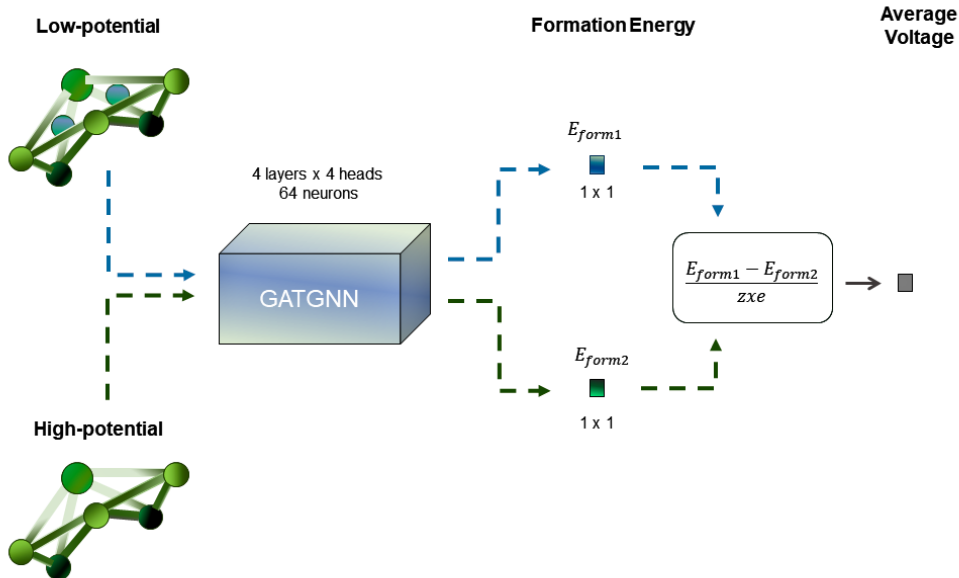 Low-potential
Formation Energy
Average
Voltage
E_form1
1 x 1
4 layers x 4 heads
64 neurons
GATGNN
E_form1 − E_form2
zxe
E_form2
1 x 1
High-potential